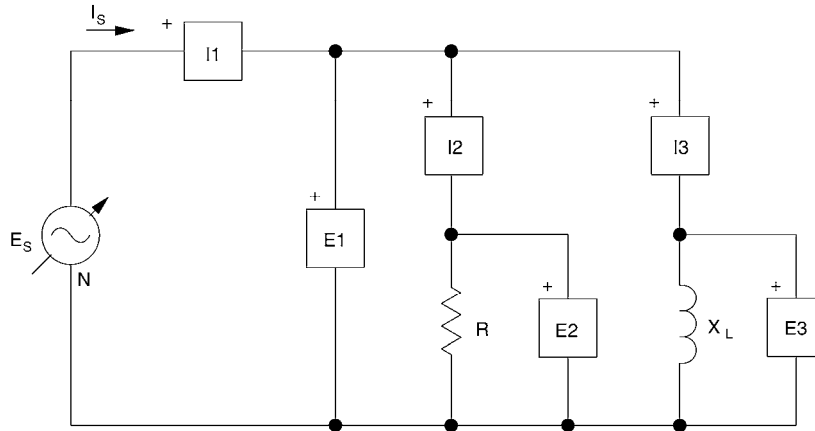 I_S
+
I1
+
I2
+
I3
+
E1
E_S
N
R
+
E2
X_L
+
E3